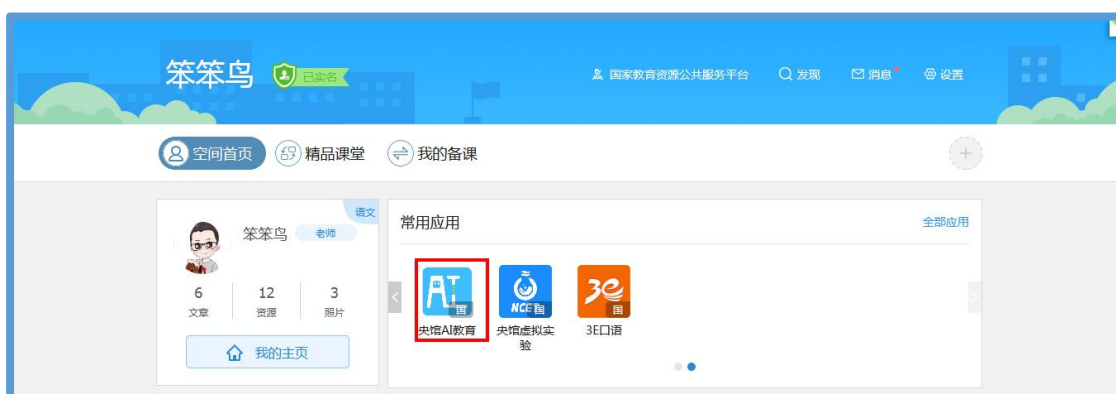 笨笨鸟 已实名
国家教育资源公共服务平台 发现 消息 设置
空间首页 精品课堂 我的备课
语文
笨笨鸟 老师
6 12 3
文章 资源 照片
我的主页
常用应用 全部应用
AI 国
央馆AI教育
NCET 国
央馆虚拟实
验
3e 国
3E口语